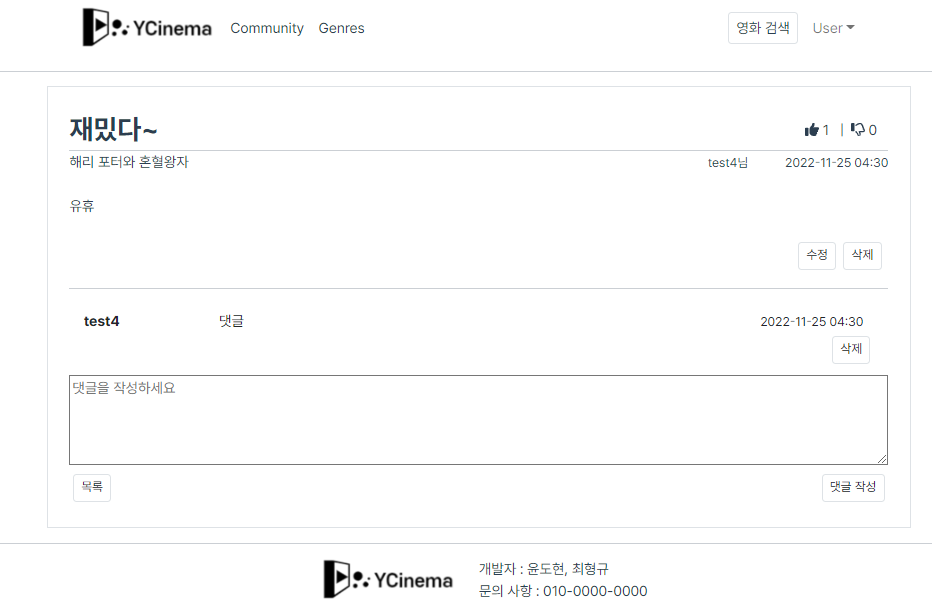 YCinema Community Genres 영화 검색 User
재밌다~ 1 | 0
해리 포터와 혼혈왕자 test4님 2022-11-25 04:30
유휴
수정 삭제
test4 댓글 2022-11-25 04:30
삭제
댓글을 작성하세요
목록 댓글 작성
YCinema
개발자 : 윤도현, 최형규
문의 사항 : 010-0000-0000